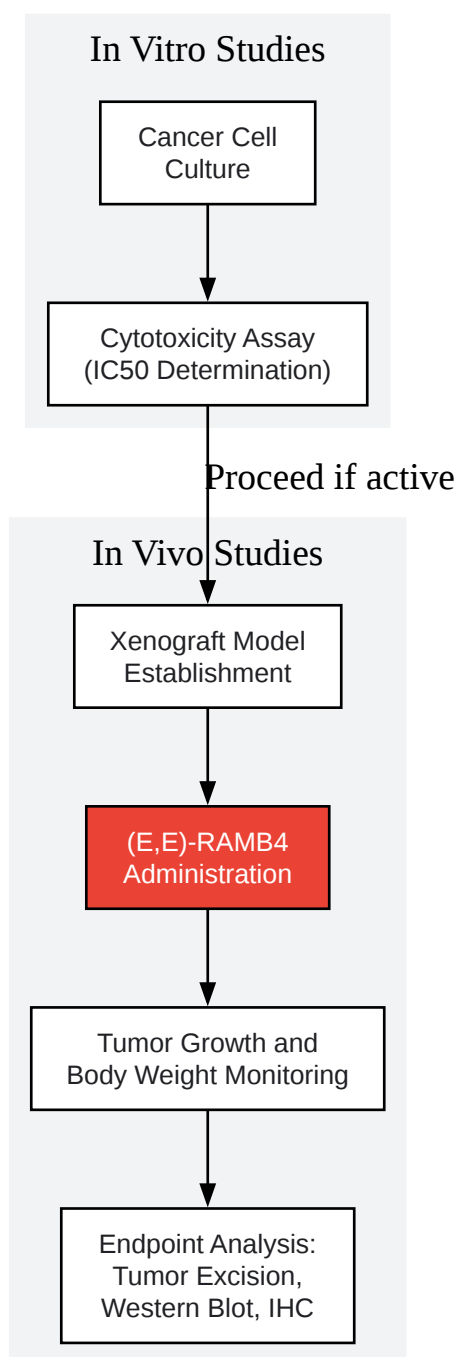 In Vitro Studies
Cancer Cell
Culture
Cytotoxicity Assay
(IC50 Determination)
Proceed if active
In Vivo Studies
Xenograft Model
Establishment
(E,E)-RAMB4
Administration
Tumor Growth and
Body Weight Monitoring
Endpoint Analysis:
Tumor Excision,
Western Blot, IHC